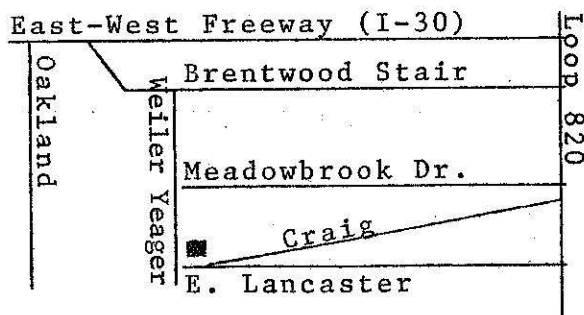 East-West Freeway (I-30)
Loop 820
Oakland
Brentwood Stair
Weiler Yeager
Meadowbrook Dr.
Craig
E. Lancaster